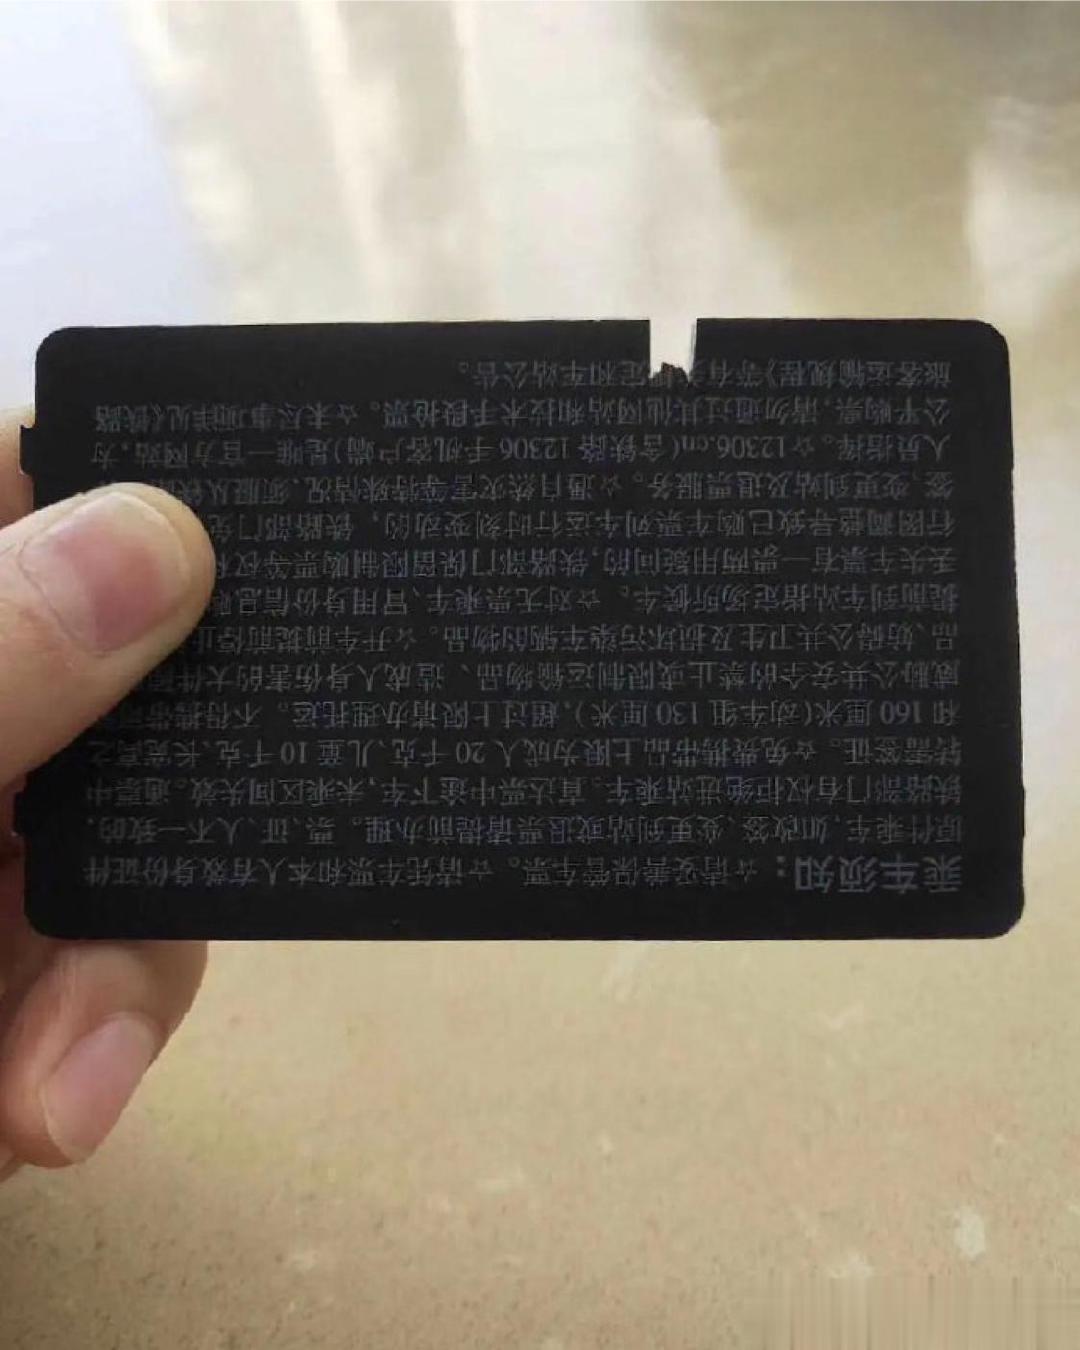 乘车须知：☆请妥善保管车票。☆请凭车票和本人有效身份证件
原件乘车,如改签、变更到站或退票请提前办理。票、证、人不一致的,
铁路部门有权拒绝进站乘车。直达票中途下车,未乘区间失效。通票中
转需签证。☆免费携带品上限为成人 20 千克,儿童 10 千克,长宽高之
和 160 厘米(动车组 130 厘米),超过上限请办理托运。不得携带
威胁公共安全的禁止或限制运输物品、造成人身伤害的大件
品、妨碍公共卫生及损坏污染车辆的物品。☆开车前提前停止
提前到车站指定场所候车。☆对无票乘车、冒用身份信息
丢失车票有一票两用疑问的,铁路部门保留限制购票等权
行图调整导致已购车票列车运行时刻变动的，铁路部门免
签、变更到站及退票服务。☆遇自然灾害等特殊情况,须服从铁
人员指挥。☆12306.cn(含铁路 12306 手机客户端)是唯一官方网站,为
公平购票,请勿通过其他网站和技术手段抢票。☆未尽事项详见《铁路
旅客运输规程》等有关规定和车站公告。